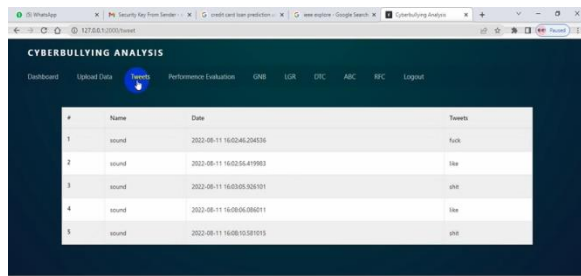 (5) WhatsApp
Security Key From Sender -
credit card loan prediction u
ieee explore - Google Search
Cyberbullying Analysis
127.0.0.1:2000/tweet
Paused
CYBERBULLYING ANALYSIS
Dashboard Upload Data Tweets Performence Evaluation GNB LGR DTC ABC RFC Logout
# Name Date Tweets
1 sound 2022-08-11 16:02:46.204536 fuck
2 sound 2022-08-11 16:02:56.419983 like
3 sound 2022-08-11 16:03:05.926101 shit
4 sound 2022-08-11 16:08:06.086011 like
5 sound 2022-08-11 16:08:10.581015 shit